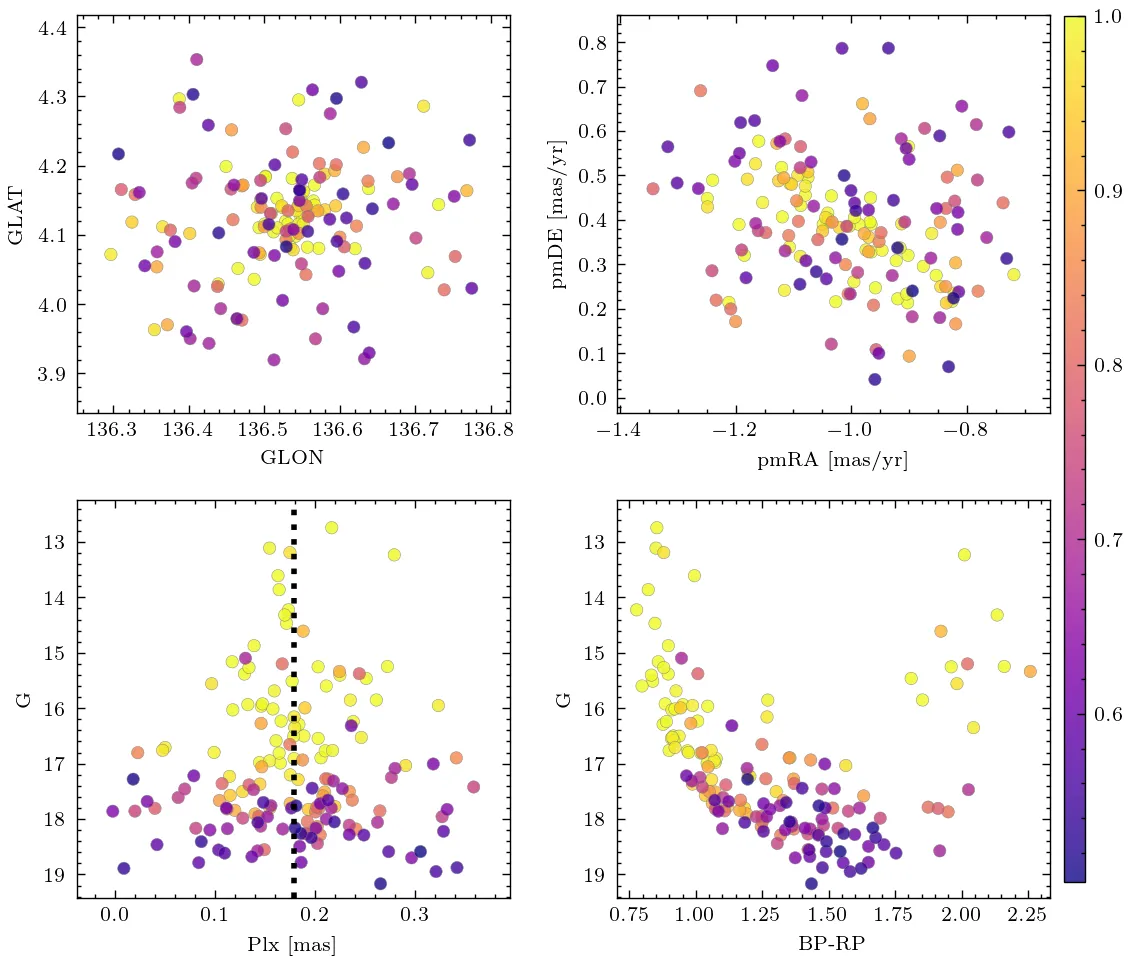 4.4
4.3
4.2
4.1
4.0
3.9
GLAT
136.3 136.4 136.5 136.6 136.7 136.8
GLON
0.8
0.7
0.6
0.5
0.4
0.3
0.2
0.1
0.0
pmDE [mas/yr]
−1.4 −1.2 −1.0 −0.8
pmRA [mas/yr]
1.0
0.9
0.8
0.7
0.6
13
14
15
16
17
18
19
G
0.0 0.1 0.2 0.3
Plx [mas]
13
14
15
16
17
18
19
G
0.75 1.00 1.25 1.50 1.75 2.00 2.25
BP-RP